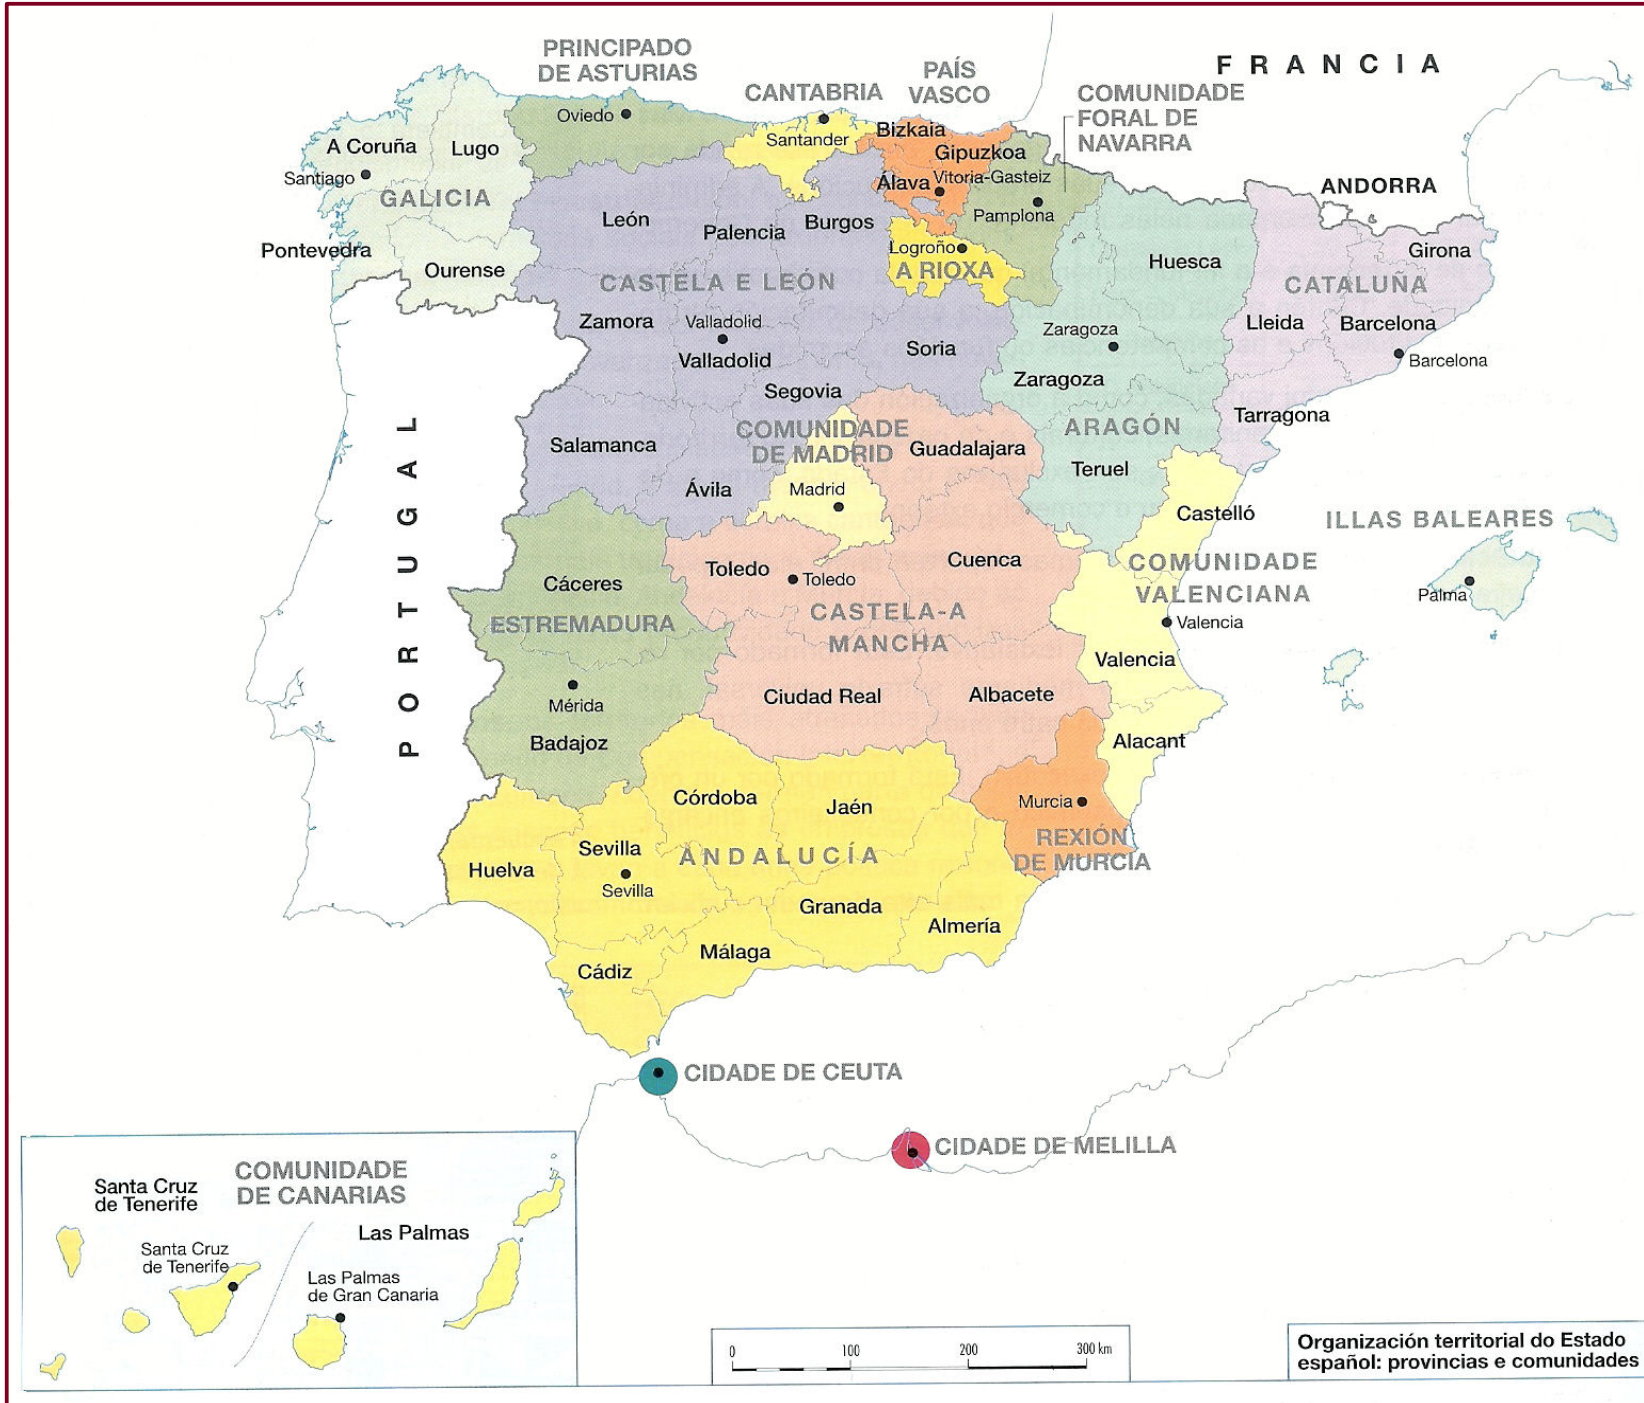 PRINCIPADO
DE ASTURIAS
CANTABRIA
PAÍS
VASCO
FRANCIA
COMUNIDADE
FORAL DE
NAVARRA
Oviedo
Santander
Bizkaia
Gipuzkoa
A Coruña
Lugo
Santiago
GALICIA
Álava
Vitoria-Gasteiz
Pamplona
ANDORRA
León
Palencia
Burgos
Logroño
A RIOXA
Pontevedra
Ourense
Huesca
Girona
CASTELA E LEÓN
CATALUÑA
Zamora
Valladolid
Valladolid
Soria
Zaragoza
Zaragoza
Lleida
Barcelona
Barcelona
Segovia
Tarragona
Salamanca
COMUNIDADE
DE MADRID
Guadalajara
ARAGÓN
Teruel
Ávila
Madrid
Castelló
ILLAS BALEARES
PORTUGAL
Cáceres
Toledo
Toledo
Cuenca
COMUNIDADE
VALENCIANA
Palma
ESTREMADURA
CASTELA-A
MANCHA
Valencia
Valencia
Mérida
Ciudad Real
Albacete
Badajoz
Alacant
Córdoba
Jaén
Murcia
REXIÓN
DE MURCIA
Sevilla
ANDALUCÍA
Huelva
Sevilla
Granada
Almería
Málaga
Cádiz
CIDADE DE CEUTA
CIDADE DE MELILLA
COMUNIDADE
DE CANARIAS
Santa Cruz
de Tenerife
Las Palmas
Santa Cruz
de Tenerife
Las Palmas
de Gran Canaria
0 100 200 300 km
Organización territorial do Estado
español: provincias e comunidades